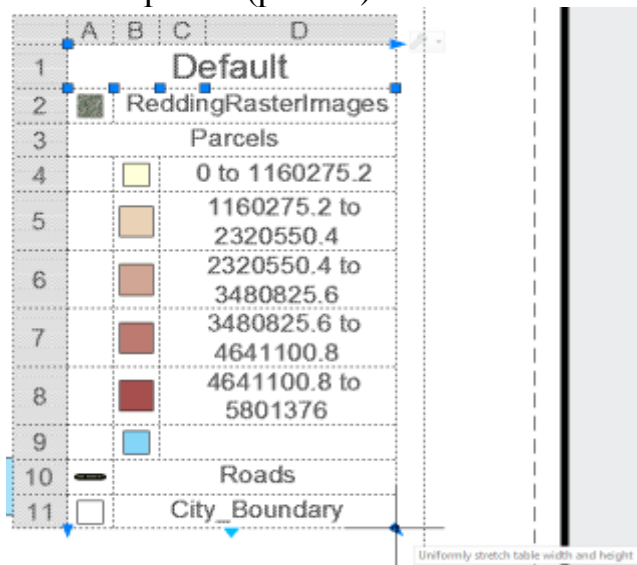 A B C D
1 Default
2 ReddingRasterImages
3 Parcels
4 0 to 1160275.2
5 1160275.2 to
2320550.4
6 2320550.4 to
3480825.6
7 3480825.6 to
4641100.8
8 4641100.8 to
5801376
9
10 Roads
11 City_Boundary
Uniformly stretch table width and height